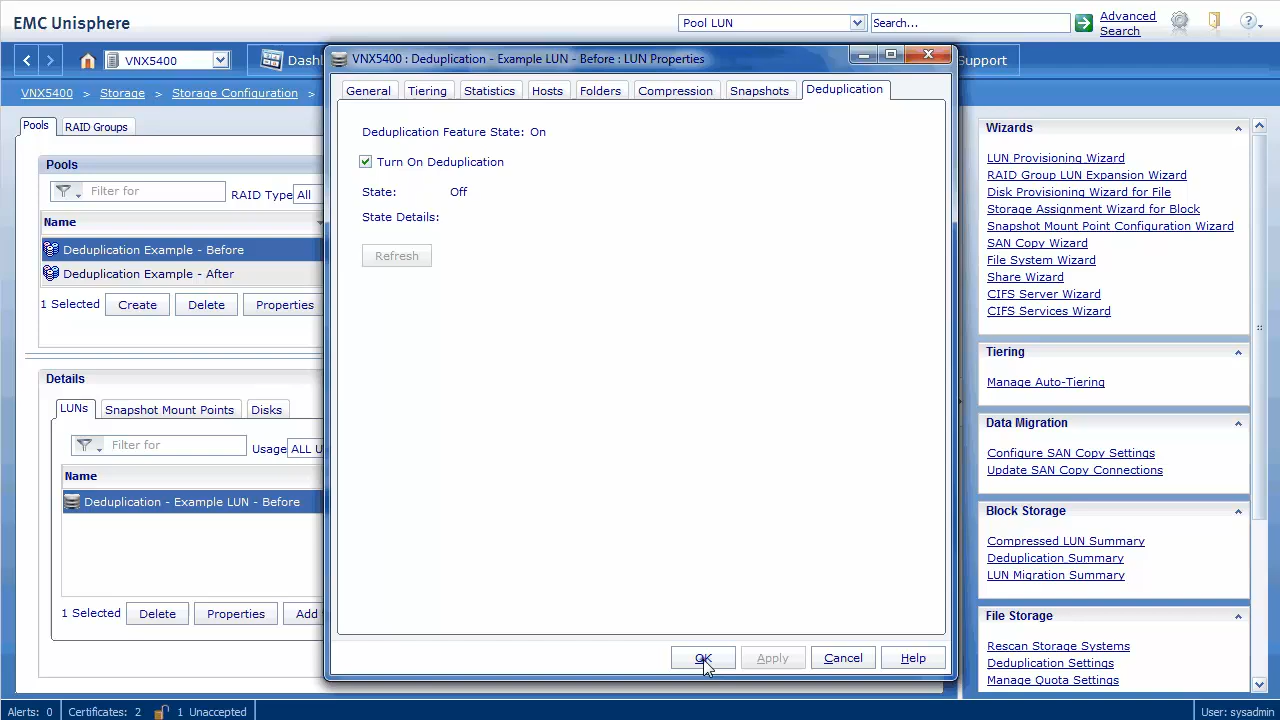 EMC Unisphere
Pool LUN
Search...
Advanced Search
VNX5400
Dash
Support
VNX5400 > Storage > Storage Configuration >
Pools
RAID Groups
Pools
Filter for
RAID Type All
Name
Deduplication Example - Before
Deduplication Example - After
1 Selected
Create
Delete
Properties
Details
LUNs
Snapshot Mount Points
Disks
Filter for
Usage ALL U
Name
Deduplication - Example LUN - Before
1 Selected
Delete
Properties
Add
VNX5400 : Deduplication - Example LUN - Before : LUN Properties
General
Tiering
Statistics
Hosts
Folders
Compression
Snapshots
Deduplication
Deduplication Feature State: On
Turn On Deduplication
State: Off
State Details:
Refresh
OK
Apply
Cancel
Help
Wizards
LUN Provisioning Wizard
RAID Group LUN Expansion Wizard
Disk Provisioning Wizard for File
Storage Assignment Wizard for Block
Snapshot Mount Point Configuration Wizard
SAN Copy Wizard
File System Wizard
Share Wizard
CIFS Server Wizard
CIFS Services Wizard
Tiering
Manage Auto-Tiering
Data Migration
Configure SAN Copy Settings
Update SAN Copy Connections
Block Storage
Compressed LUN Summary
Deduplication Summary
LUN Migration Summary
File Storage
Rescan Storage Systems
Deduplication Settings
Manage Quota Settings
Alerts: 0
Certificates: 2
1 Unaccepted
User: sysadmin